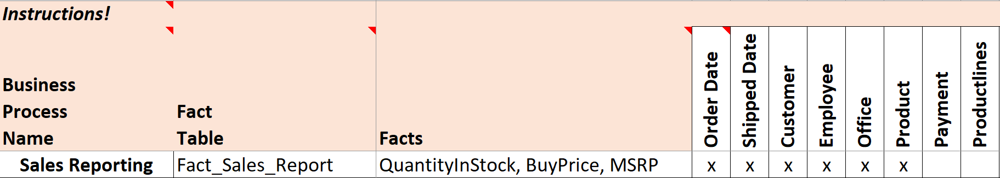 Instructions!
Business
Process
Name
Fact
Table
Facts
Order Date
Shipped Date
Customer
Employee
Office
Product
Payment
Productlines
Sales Reporting Fact_Sales_Report QuantityInStock, BuyPrice, MSRP x x x x x x